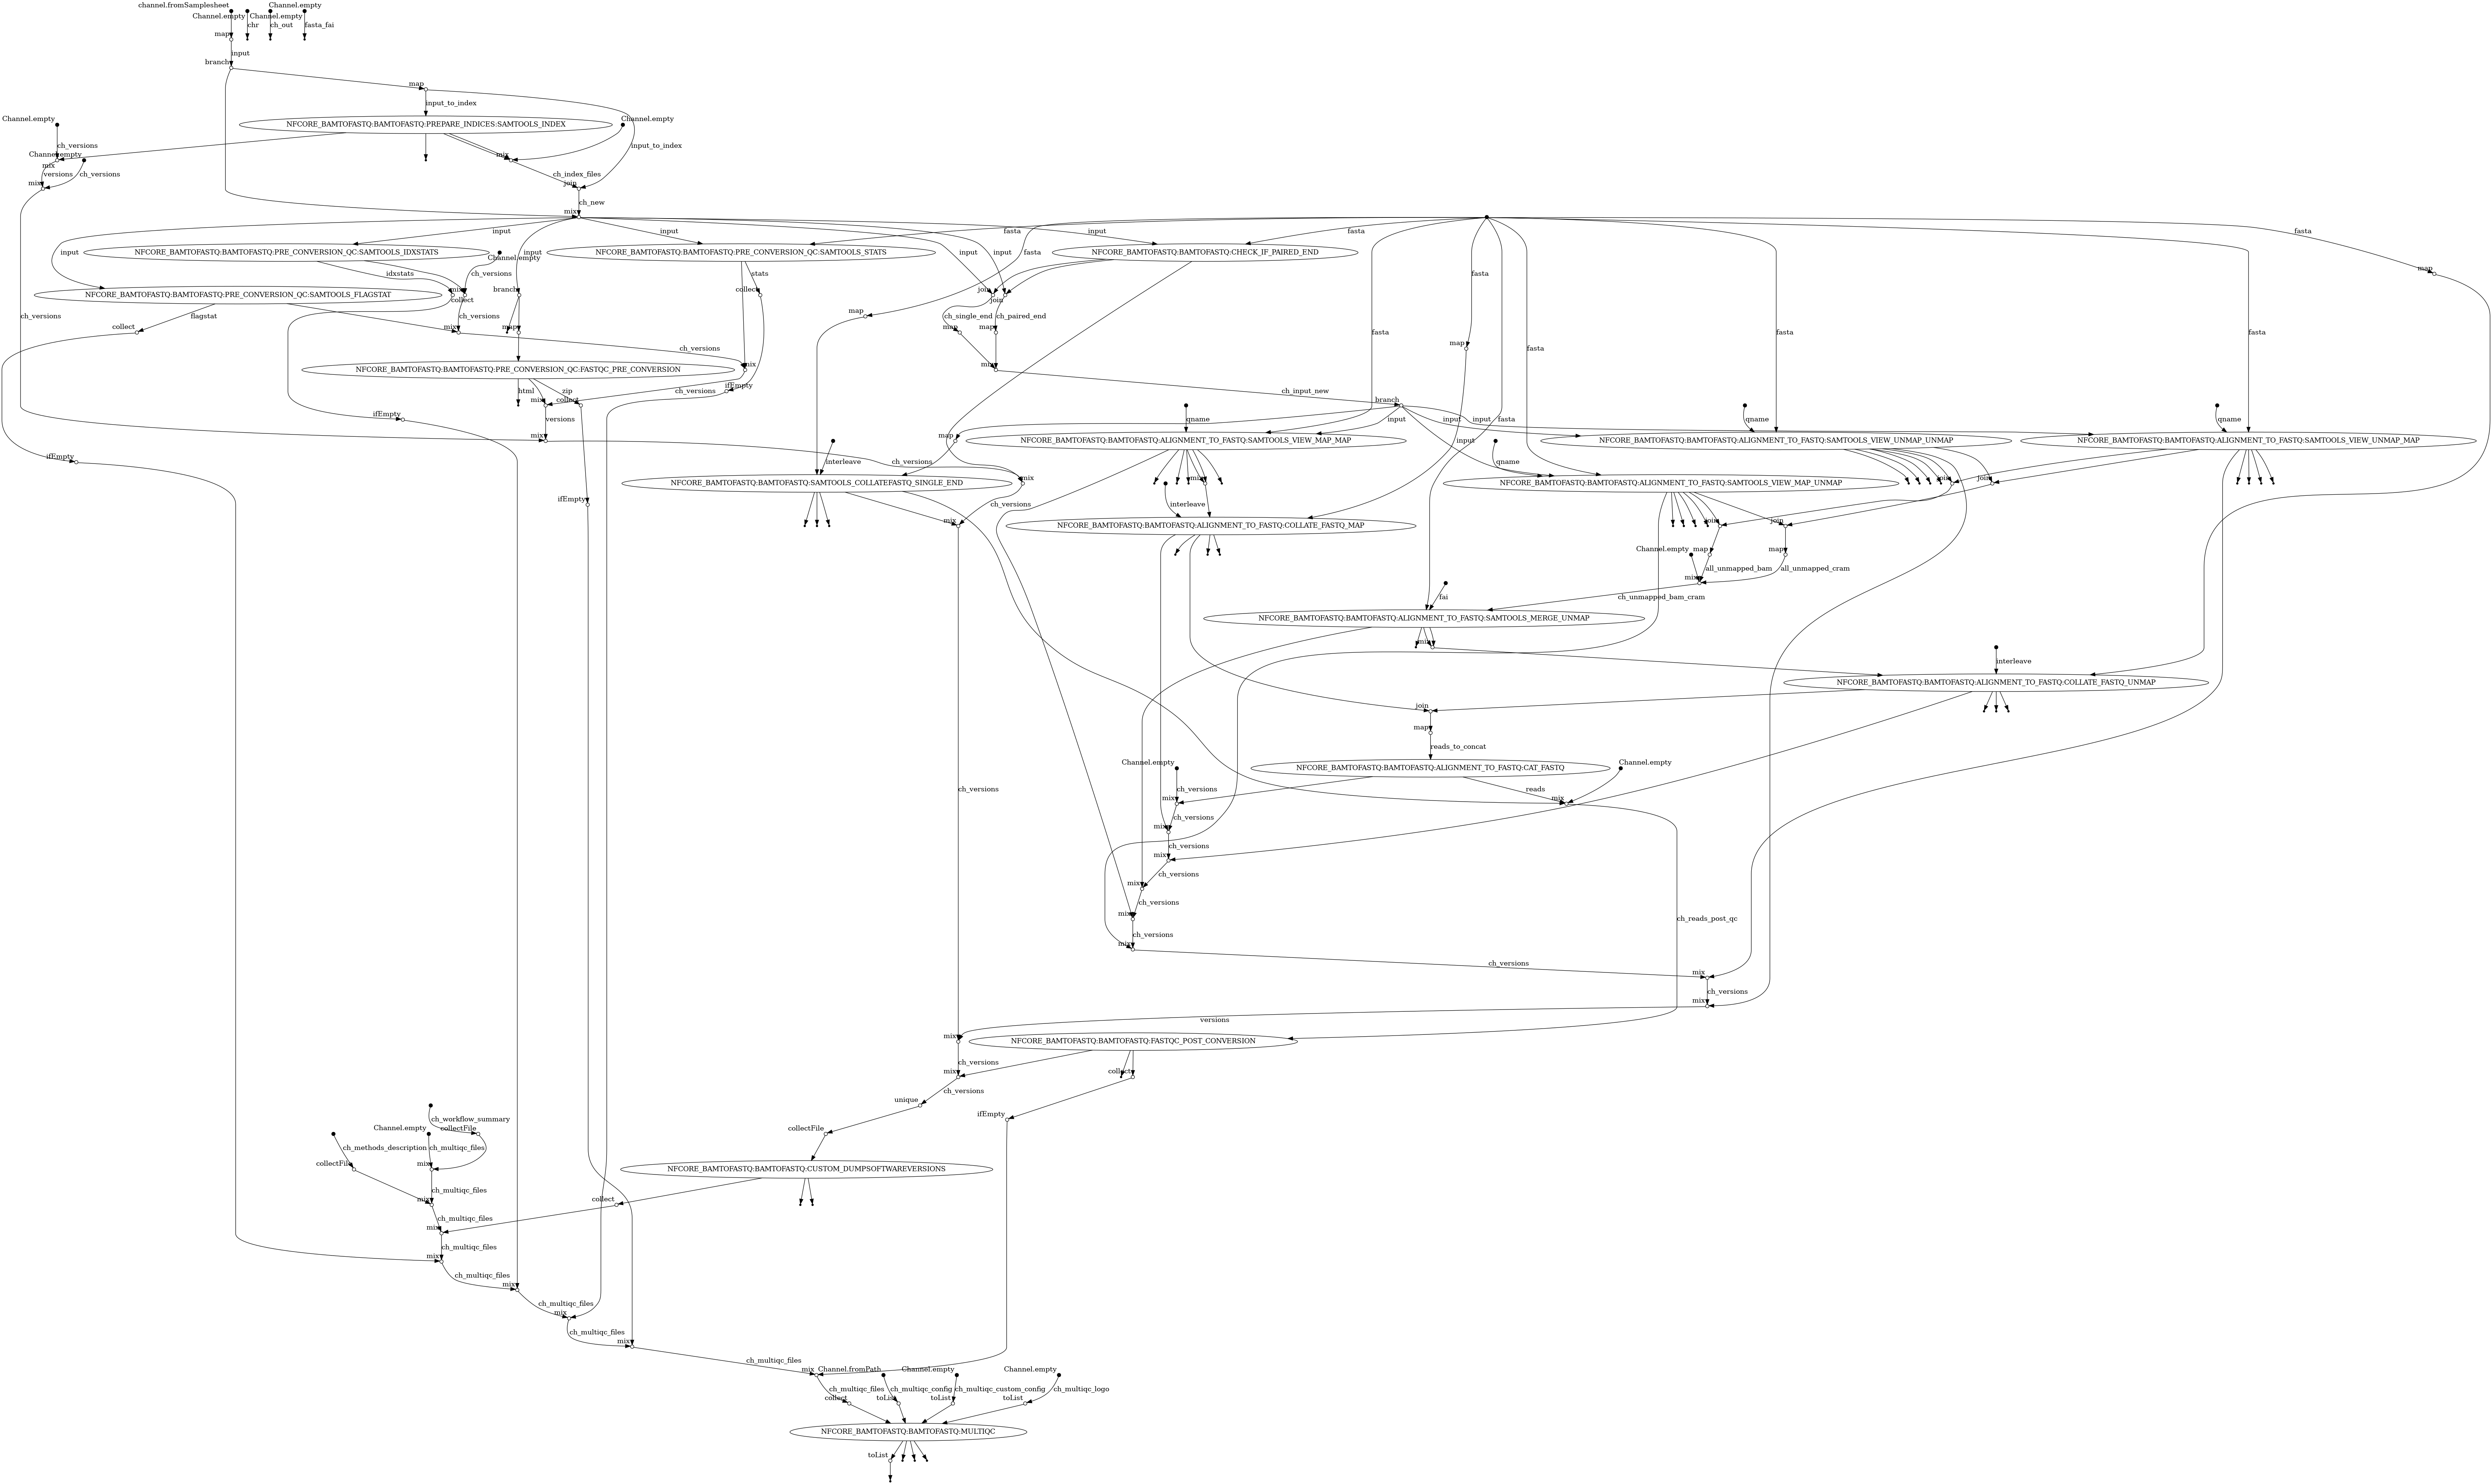 channel.fromSamplesheet
Channel.empty
Channel.empty
Channel.empty
chr
ch_out
fasta_fai
map
input
branch
map
input_to_index
Channel.empty
NFCORE_BAMTOFASTQ:BAMTOFASTQ:PREPARE_INDICES:SAMTOOLS_INDEX
Channel.empty
ch_versions
input_to_index
Channel.empty
mix
mix
versions
ch_versions
ch_index_files
mix
join
ch_new
mix
input
input
input
input
input
input
input
fasta
fasta
fasta
fasta
fasta
NFCORE_BAMTOFASTQ:BAMTOFASTQ:PRE_CONVERSION_QC:SAMTOOLS_IDXSTATS
NFCORE_BAMTOFASTQ:BAMTOFASTQ:PRE_CONVERSION_QC:SAMTOOLS_STATS
NFCORE_BAMTOFASTQ:BAMTOFASTQ:CHECK_IF_PAIRED_END
Channel.empty
idxstats
ch_versions
stats
map
NFCORE_BAMTOFASTQ:BAMTOFASTQ:PRE_CONVERSION_QC:SAMTOOLS_FLAGSTAT
mix
collect
branch
collect
join
join
flagstat
ch_versions
ch_single_end
ch_paired_end
map
collect
mix
map
map
map
fasta
fasta
fasta
fasta
ch_versions
map
NFCORE_BAMTOFASTQ:BAMTOFASTQ:PRE_CONVERSION_QC:FASTQC_PRE_CONVERSION
mix
mix
html
zip
ch_versions
ifEmpty
ch_input_new
mix
collect
branch
ifEmpty
versions
qname
input
input
input
qname
qname
fasta
mix
map
NFCORE_BAMTOFASTQ:BAMTOFASTQ:ALIGNMENT_TO_FASTQ:SAMTOOLS_VIEW_MAP_MAP
NFCORE_BAMTOFASTQ:BAMTOFASTQ:ALIGNMENT_TO_FASTQ:SAMTOOLS_VIEW_UNMAP_UNMAP
NFCORE_BAMTOFASTQ:BAMTOFASTQ:ALIGNMENT_TO_FASTQ:SAMTOOLS_VIEW_UNMAP_MAP
input
ifEmpty
ch_versions
interleave
qname
mix
mix
join
join
NFCORE_BAMTOFASTQ:BAMTOFASTQ:SAMTOOLS_COLLATEFASTQ_SINGLE_END
NFCORE_BAMTOFASTQ:BAMTOFASTQ:ALIGNMENT_TO_FASTQ:SAMTOOLS_VIEW_MAP_UNMAP
ifEmpty
ch_versions
interleave
mix
join
join
NFCORE_BAMTOFASTQ:BAMTOFASTQ:ALIGNMENT_TO_FASTQ:COLLATE_FASTQ_MAP
Channel.empty
map
map
all_unmapped_bam
all_unmapped_cram
mix
fai
ch_unmapped_bam_cram
NFCORE_BAMTOFASTQ:BAMTOFASTQ:ALIGNMENT_TO_FASTQ:SAMTOOLS_MERGE_UNMAP
mix
interleave
NFCORE_BAMTOFASTQ:BAMTOFASTQ:ALIGNMENT_TO_FASTQ:COLLATE_FASTQ_UNMAP
join
map
reads_to_concat
Channel.empty
NFCORE_BAMTOFASTQ:BAMTOFASTQ:ALIGNMENT_TO_FASTQ:CAT_FASTQ
Channel.empty
ch_versions
ch_versions
reads
mix
mix
ch_versions
mix
ch_versions
mix
ch_versions
mix
ch_versions
mix
ch_reads_post_qc
ch_versions
mix
ch_versions
mix
ch_versions
mix
versions
mix
NFCORE_BAMTOFASTQ:BAMTOFASTQ:FASTQC_POST_CONVERSION
ch_versions
mix
collect
ch_versions
unique
ifEmpty
ch_workflow_summary
Channel.empty
collectFile
collectFile
ch_methods_description
ch_multiqc_files
collectFile
mix
NFCORE_BAMTOFASTQ:BAMTOFASTQ:CUSTOM_DUMPSOFTWAREVERSIONS
ch_multiqc_files
mix
collect
ch_multiqc_files
mix
ch_multiqc_files
mix
ch_multiqc_files
mix
ch_multiqc_files
mix
ch_multiqc_files
mix
ch_multiqc_files
mix
Channel.fromPath
Channel.empty
Channel.empty
ch_multiqc_files
ch_multiqc_config
ch_multiqc_custom_config
ch_multiqc_logo
collect
toList
toList
toList
NFCORE_BAMTOFASTQ:BAMTOFASTQ:MULTIQC
toList